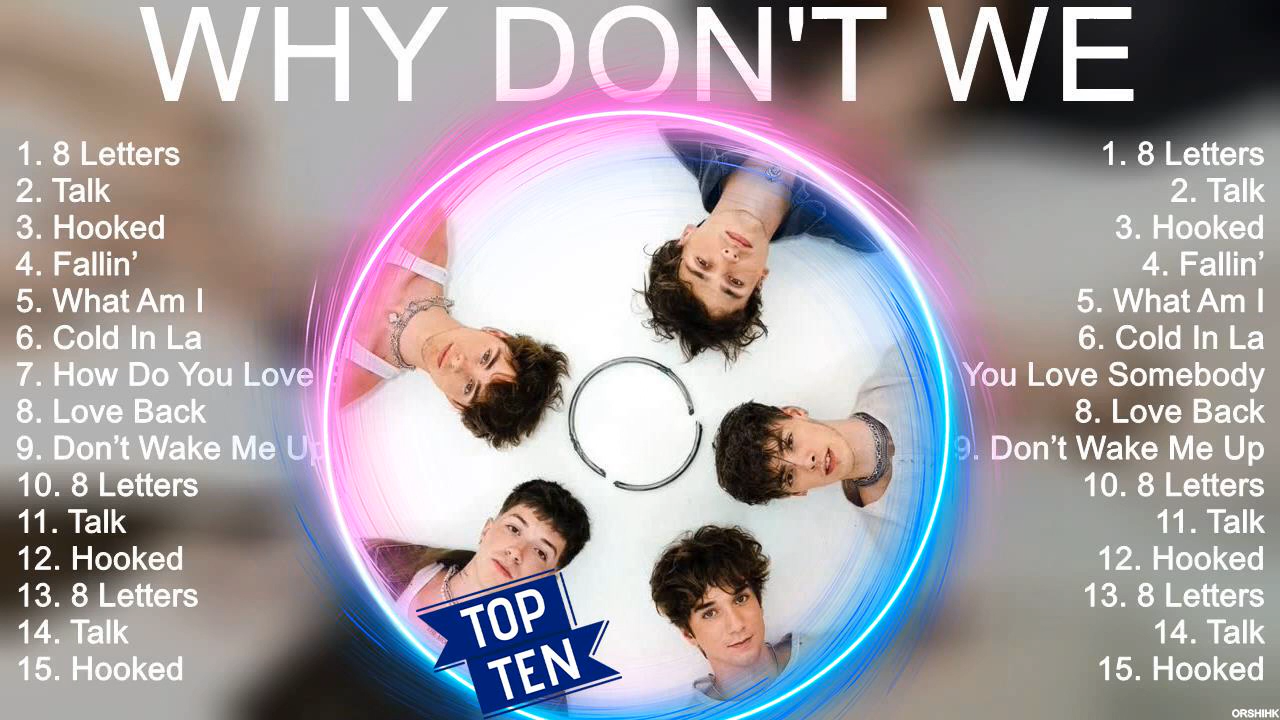 WHY DON'T WE
1. 8 Letters
2. Talk
3. Hooked
4. Fallin’
5. What Am I
6. Cold In La
7. How Do You Love
8. Love Back
9. Don’t Wake Me Up
10. 8 Letters
11. Talk
12. Hooked
13. 8 Letters
14. Talk
15. Hooked
1. 8 Letters
2. Talk
3. Hooked
4. Fallin’
5. What Am I
6. Cold In La
You Love Somebody
8. Love Back
9. Don’t Wake Me Up
10. 8 Letters
11. Talk
12. Hooked
13. 8 Letters
14. Talk
15. Hooked
TOP
TEN
ORSHIHK